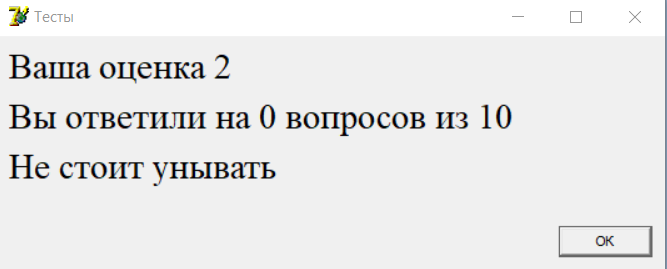 Тесты
Ваша оценка 2
Вы ответили на 0 вопросов из 10
Не стоит унывать
OK